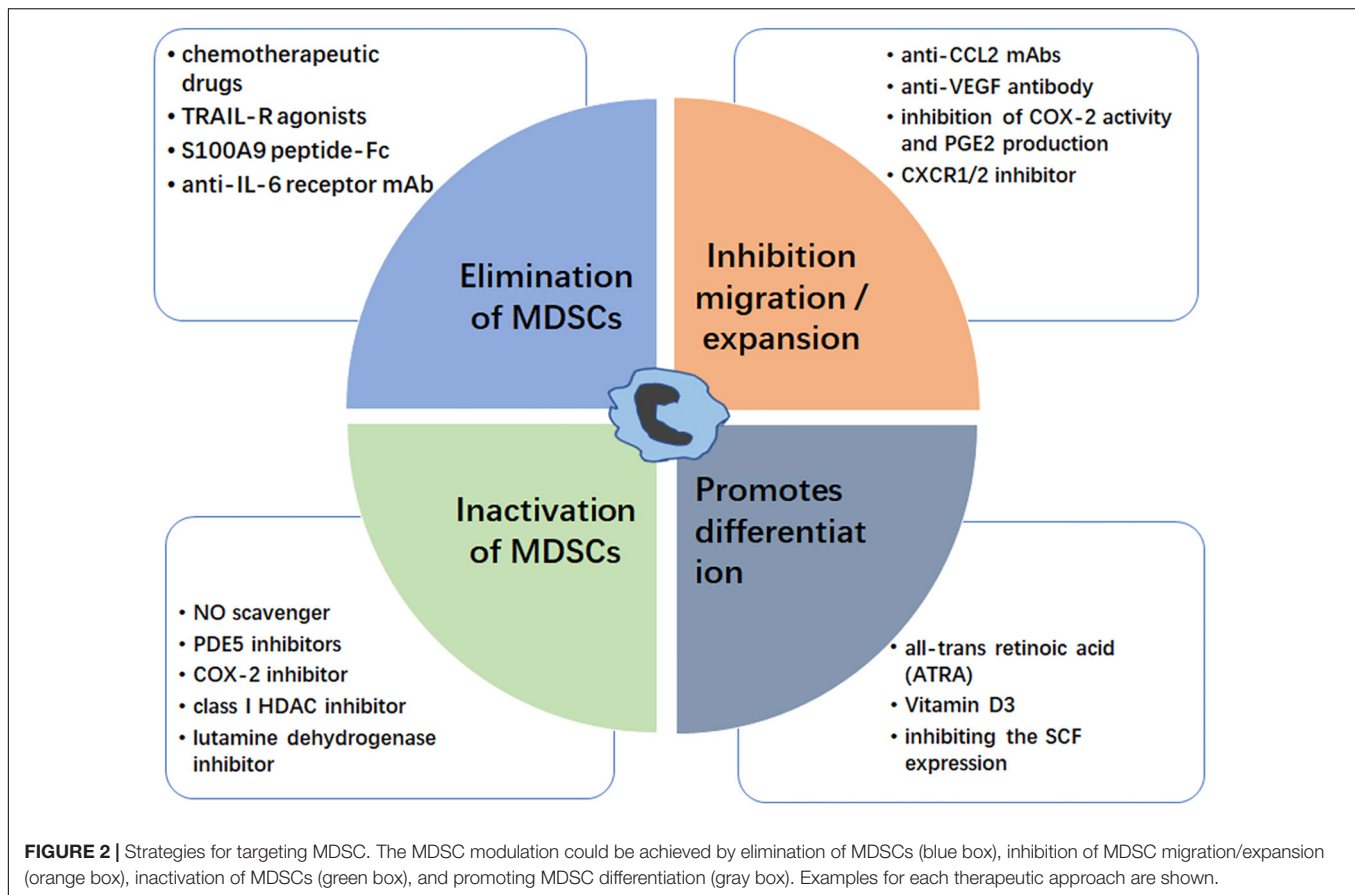 • chemotherapeutic
drugs
• TRAIL-R agonists
• S100A9 peptide-Fc
• anti-IL-6 receptor mAb
• anti-CCL2 mAbs
• anti-VEGF antibody
• inhibition of COX-2 activity
and PGE2 production
• CXCR1/2 inhibitor
Elimination
of MDSCs
Inhibition
migration /
expansion
Inactivation
of MDSCs
Promotes
differentiat
ion
• NO scavenger
• PDE5 inhibitors
• COX-2 inhibitor
• class I HDAC inhibitor
• lutamine dehydrogenase
inhibitor
• all-trans retinoic acid
(ATRA)
• Vitamin D3
• inhibiting the SCF
expression
FIGURE 2 | Strategies for targeting MDSC. The MDSC modulation could be achieved by elimination of MDSCs (blue box), inhibition of MDSC migration/expansion
(orange box), inactivation of MDSCs (green box), and promoting MDSC differentiation (gray box). Examples for each therapeutic approach are shown.